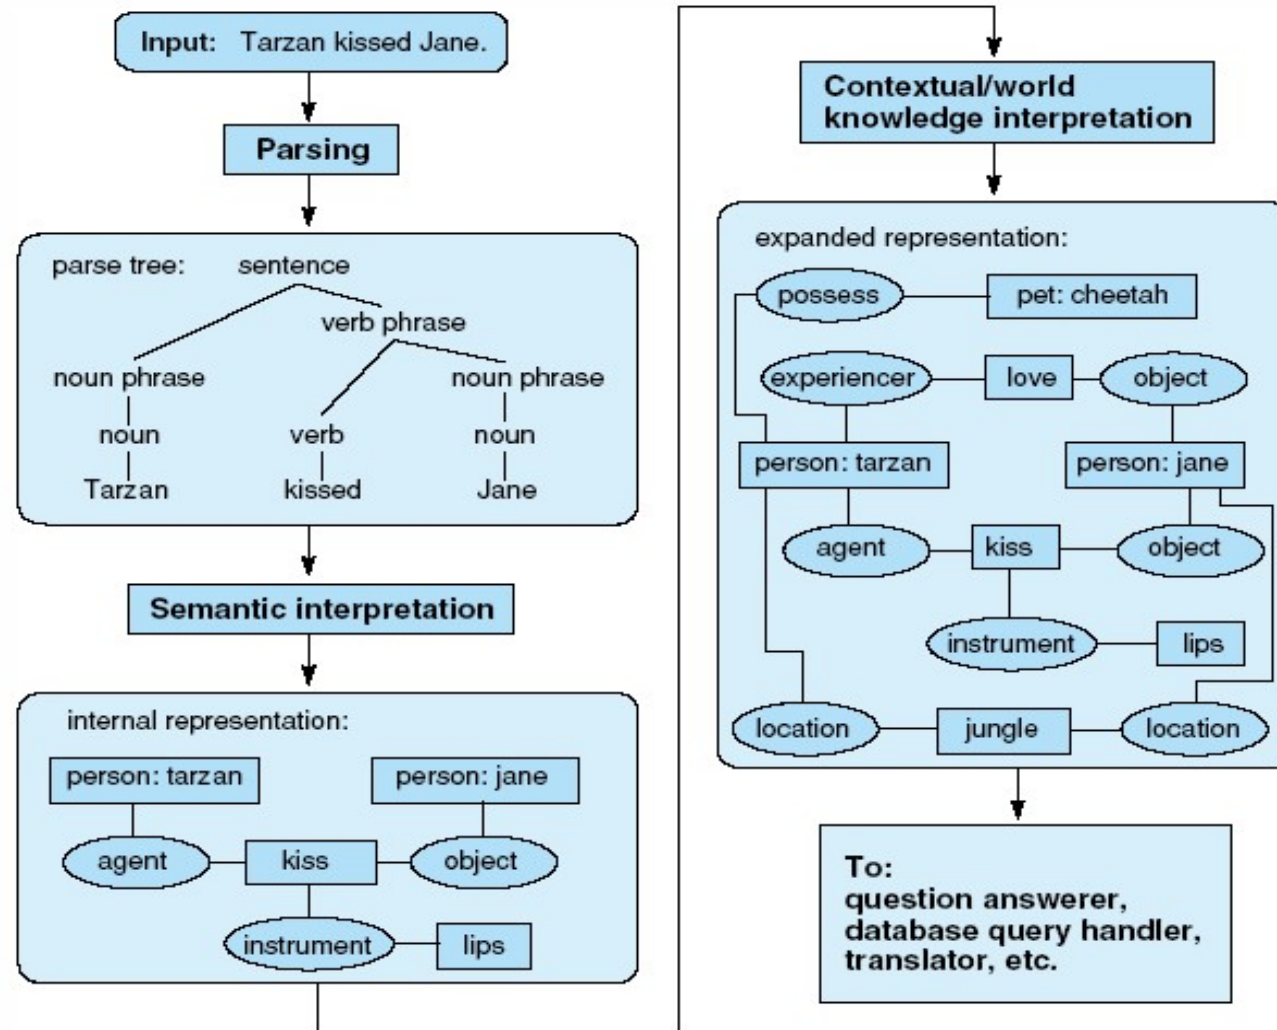 Input: Tarzan kissed Jane.
Parsing
parse tree: sentence
verb phrase
noun phrase noun phrase
noun verb noun
Tarzan kissed Jane
Semantic interpretation
internal representation:
person: tarzan person: jane
agent kiss object
instrument lips
Contextual/world
knowledge interpretation
expanded representation:
possess pet: cheetah
experiencer love object
person: tarzan person: jane
agent kiss object
instrument lips
location jungle location
To:
question answerer,
database query handler,
translator, etc.